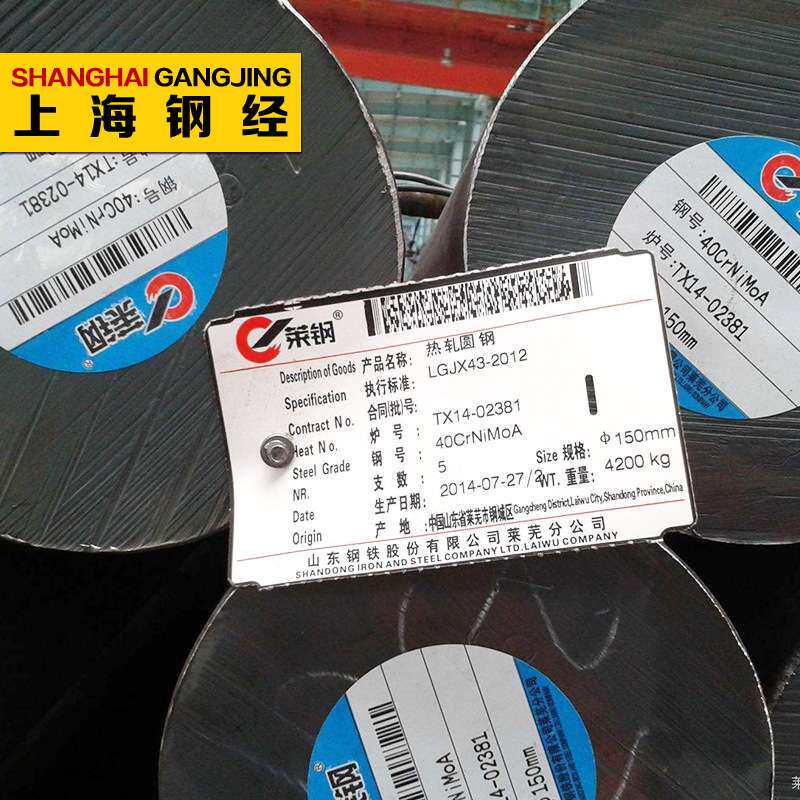 SHANGHAI GANGJING
上海钢经
号:TX14-02381
钢号:40CrNiMoA
莱钢
莱钢®
Description of Goods 产品名称: 热轧圆钢
Specification 执行标准: LGJX43-2012
Contract No. 合同(批)号:
Heat No. 炉号: TX14-02381
Steel Grade 钢号: 40CrNiMoA
NR. 支数: 5
Size 规格: Φ150mm
WT. 重量: 4200 kg
Date 生产日期: 2014-07-27/2
Origin 产地: 中国山东省莱芜市钢城区 Gangcheng District,Laiwu City,Shandong Province,China
山东钢铁股份有限公司莱芜分公司
SHANDONG IRON AND STEEL COMPANY LTD.LAIWU COMPANY
钢号:40CrNiMoA
炉号:TX14-02381
150mm
莱钢
NiMoA
4-02381
150mm